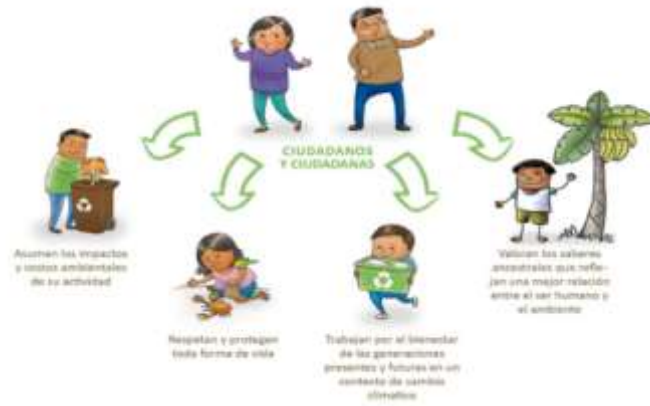 CIUDADANOS
Y CIUDADANAS
Asumen los impactos
y costos ambientales
de su actividad
Respetan y protegen
toda forma de vida
Trabajan por el bienestar
de las generaciones
presentes y futuras en un
contexto de cambio
climático
Valoran los saberes
ancestrales que refle-
jan una mejor relación
entre el ser humano y
el ambiente